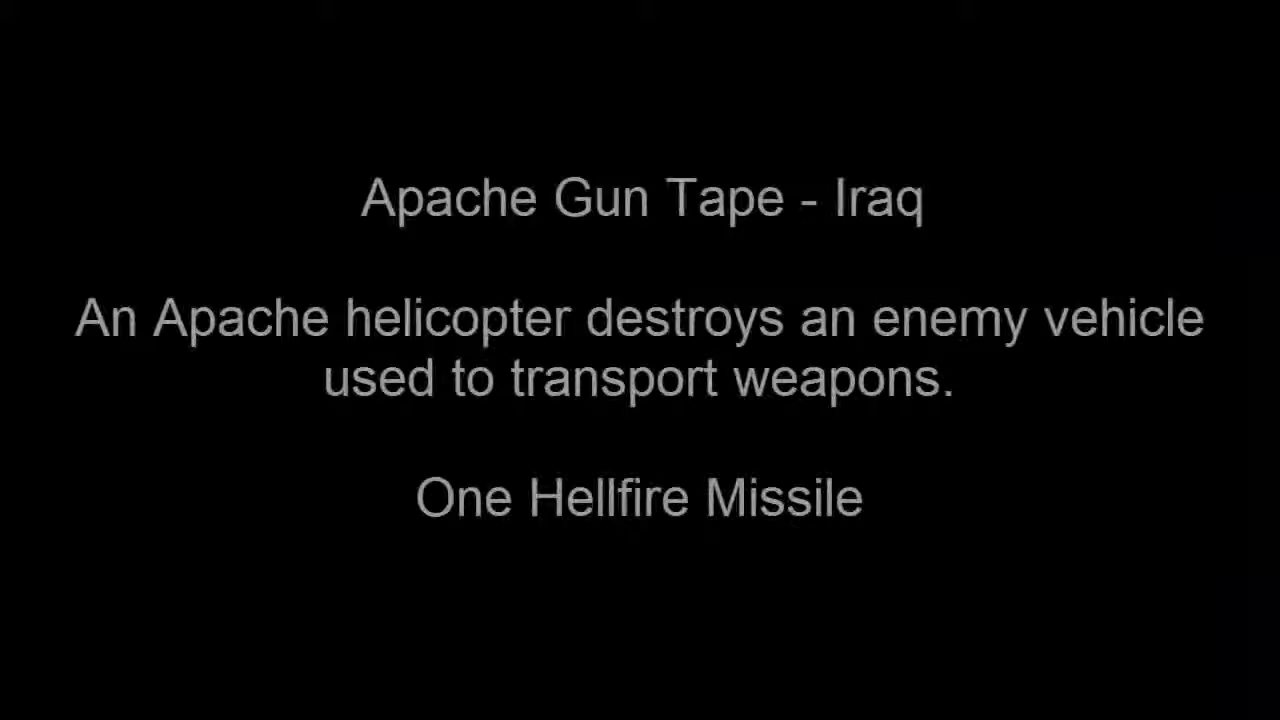 Apache Gun Tape - Iraq
An Apache helicopter destroys an enemy vehicle
used to transport weapons.
One Hellfire Missile